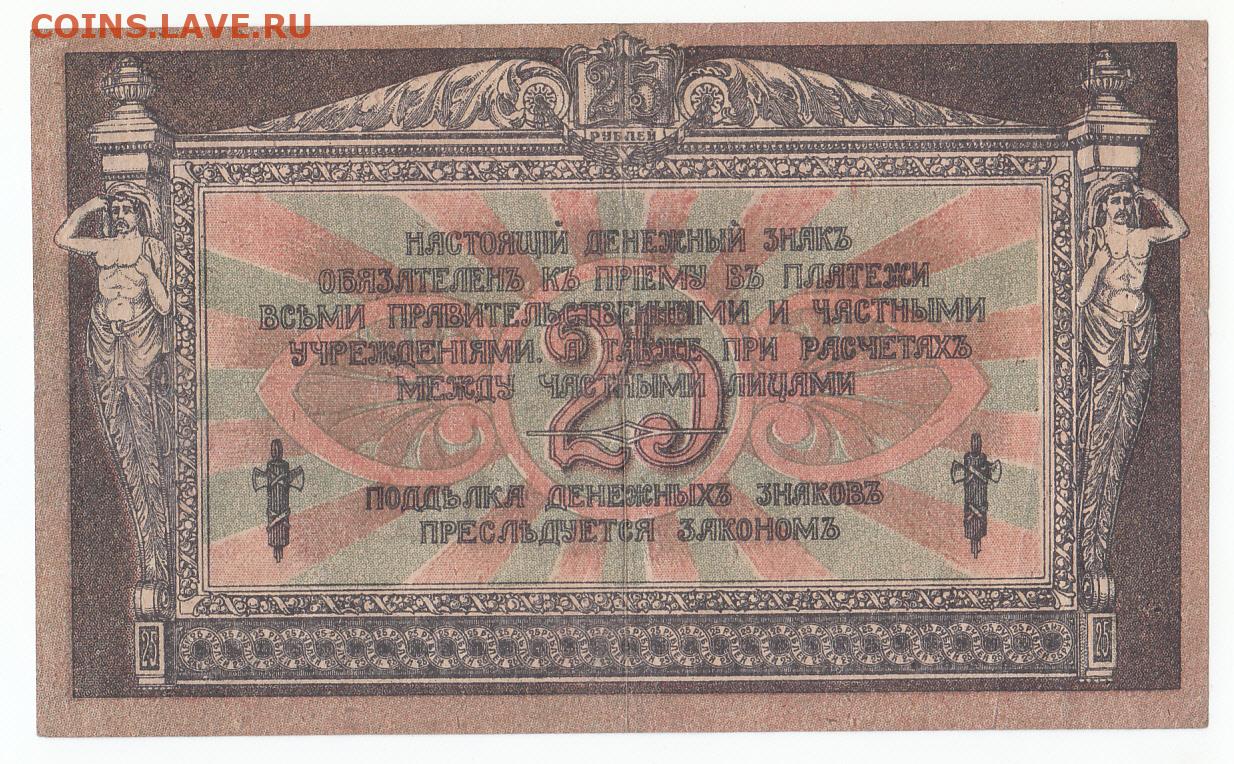 COINS.LAVE.RU
25
РУБЛЕЙ
НАСТОЯЩІЙ ДЕНЕЖНЫЙ ЗНАКЪ
ОБЯЗАТЕЛЕНЪ КЪ ПРІЕМУ ВЪ ПЛАТЕЖИ
ВСѢМИ ПРАВИТЕЛЬСТВЕННЫМИ И ЧАСТНЫМИ
УЧРЕЖДЕНІЯМИ, А ТАКЖЕ ПРИ РАСЧЕТАХЪ
МЕЖДУ ЧАСТНЫМИ ЛИЦАМИ
25
ПОДДѢЛКА ДЕНЕЖНЫХЪ ЗНАКОВЪ
ПРЕСЛѢДУЕТСЯ ЗАКОНОМЪ
25 25